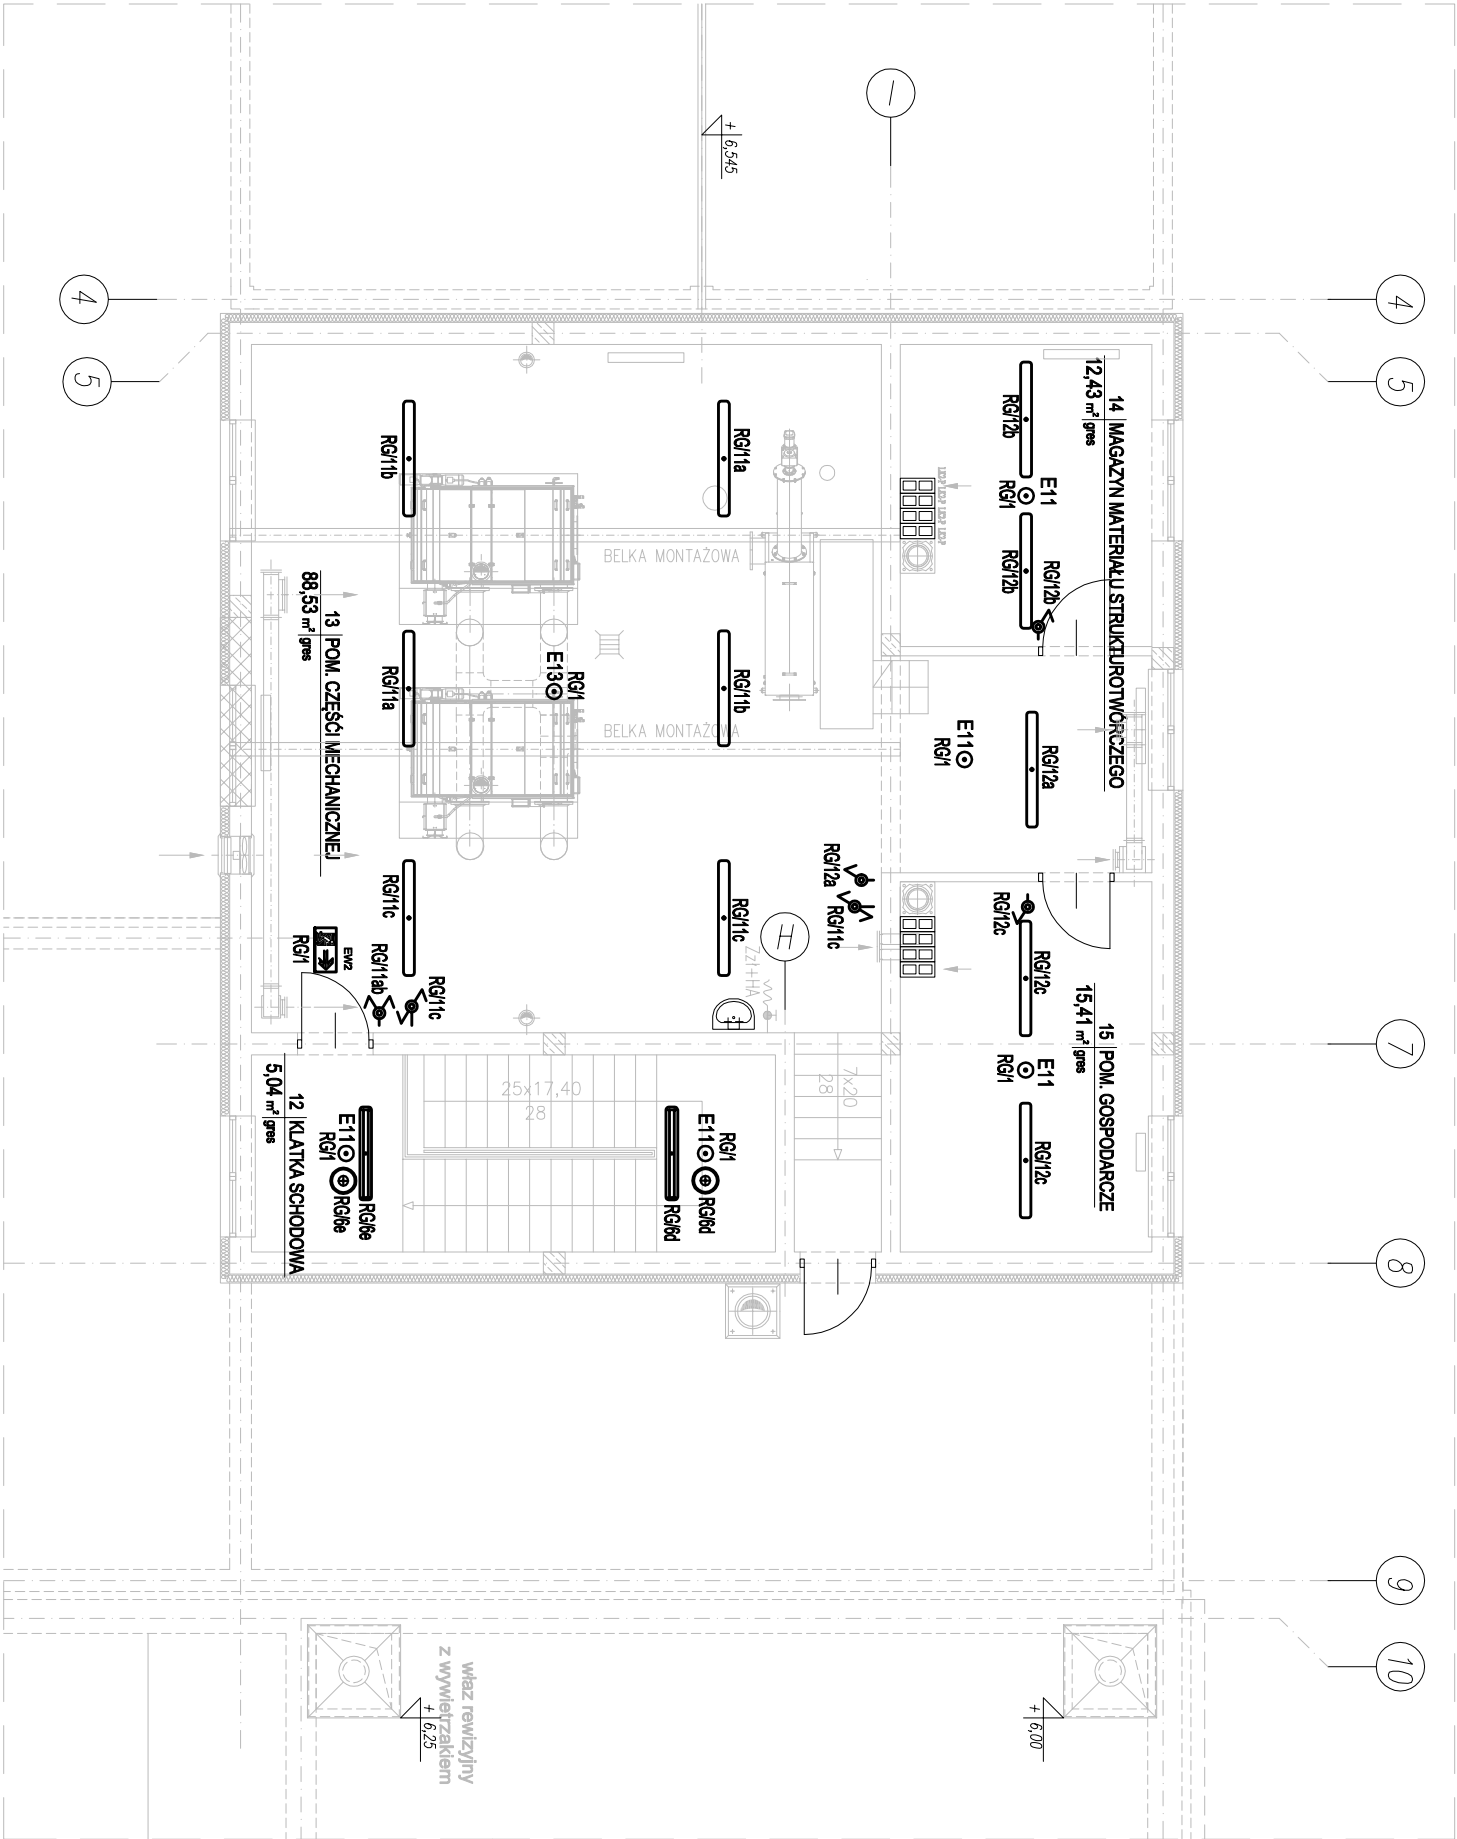 I
+ 6,545
4
5
4
5
14 MAGAZYN MATERIAŁU STRUKTUROTWÓRCZEGO
12,43 m² gres
RG/12b
E11
RG/1
RG/12b
RG/12b
RG/11b
RG/11a
BELKA MONTAŻOWA
13 POM. CZĘŚCI MECHANICZNEJ
88,53 m² gres
RG/11a
RG/1
E13
RG/11b
BELKA MONTAŻOWA
E11
RG/1
RG/12a
RG/12a
RG/11c
RG/11c
RG/11c
H
Zzl+HA
EW2
RG/1
RG/11ab
RG/11c
RG/12c
RG/12c
15 POM. GOSPODARCZE
15,41 m² gres
E11
RG/1
RG/12c
7
7x20
28
25x17,40
28
12 KLATKA SCHODOWA
5,04 m² gres
E11
RG/1
RG/6e
RG/6e
RG/1
E11
RG/6d
RG/6d
8
9
10
właz rewizyjny
z wywietrzakiem
+ 6,25
+ 6,00